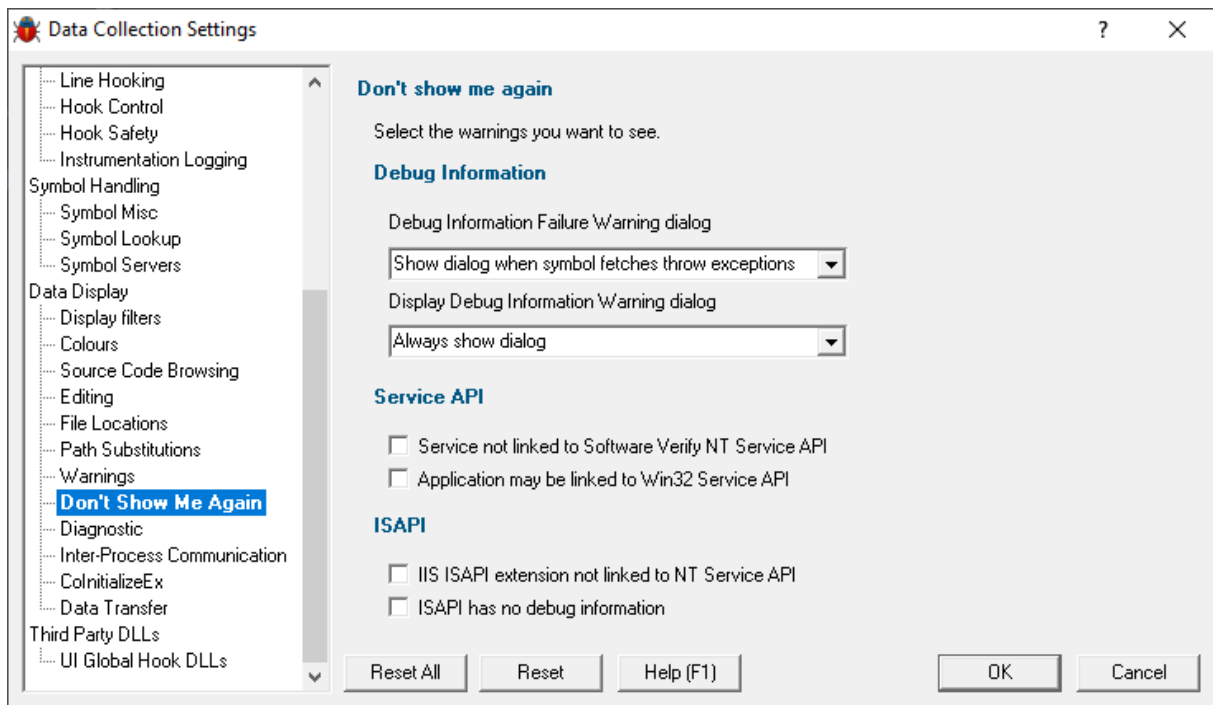 Data Collection Settings
?
Line Hooking
Hook Control
Hook Safety
Instrumentation Logging
Symbol Handling
Symbol Misc
Symbol Lookup
Symbol Servers
Data Display
Display filters
Colours
Source Code Browsing
Editing
File Locations
Path Substitutions
Warnings
Don't Show Me Again
Diagnostic
Inter-Process Communication
CoInitializeEx
Data Transfer
Third Party DLLs
UI Global Hook DLLs
Don't show me again
Select the warnings you want to see.
Debug Information
Debug Information Failure Warning dialog
Show dialog when symbol fetches throw exceptions
Display Debug Information Warning dialog
Always show dialog
Service API
Service not linked to Software Verify NT Service API
Application may be linked to Win32 Service API
ISAPI
IIS ISAPI extension not linked to NT Service API
ISAPI has no debug information
Reset All
Reset
Help (F1)
OK
Cancel